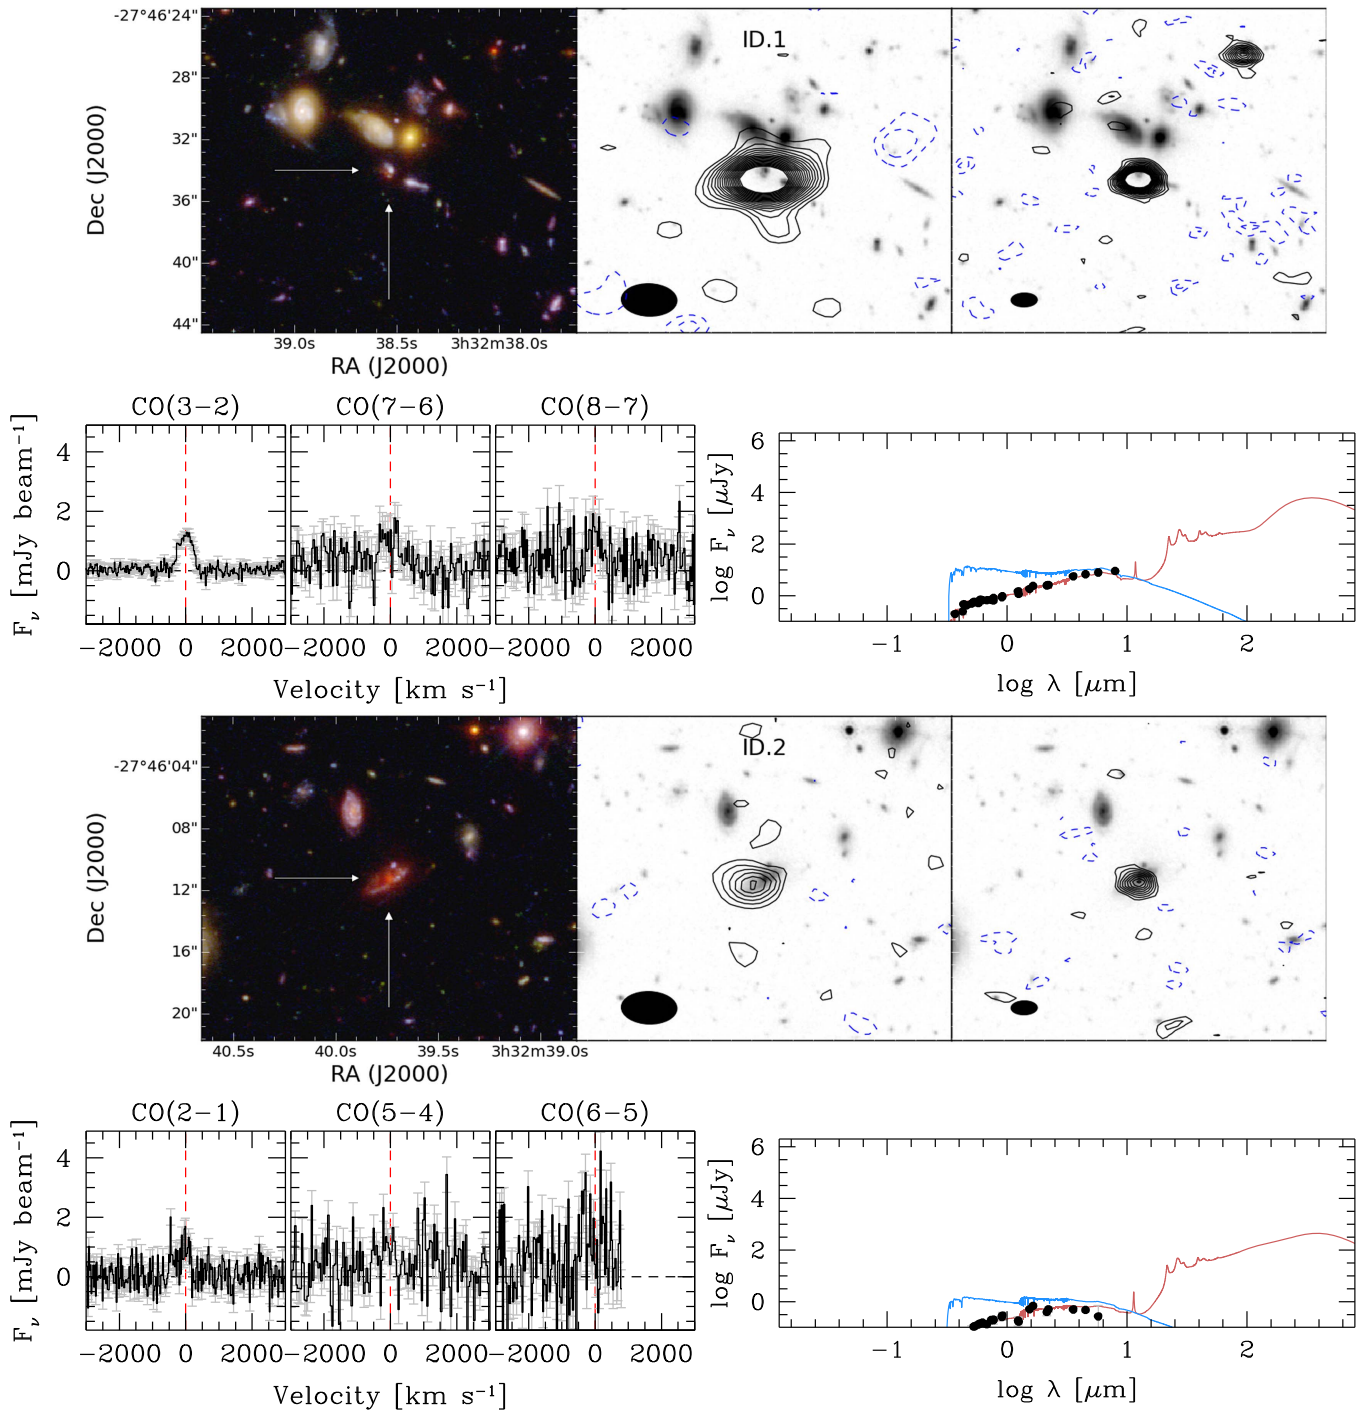 -27°46'24"
28"
32"
36"
40"
44"
Dec (J2000)
39.0s 38.5s 3h32m38.0s
RA (J2000)
ID.1
CO(3−2) CO(7−6) CO(8−7)
4
2
0
Fν [mJy beam⁻¹]
−2000 0 2000 −2000 0 2000 −2000 0 2000
Velocity [km s⁻¹]
6
4
2
0
log Fν [μJy]
−1 0 1 2
log λ [μm]
-27°46'04"
08"
12"
16"
20"
Dec (J2000)
40.5s 40.0s 39.5s 3h32m39.0s
RA (J2000)
ID.2
CO(2−1) CO(5−4) CO(6−5)
4
2
0
Fν [mJy beam⁻¹]
−2000 0 2000 −2000 0 2000 −2000 0 2000
Velocity [km s⁻¹]
6
4
2
0
log Fν [μJy]
−1 0 1 2
log λ [μm]